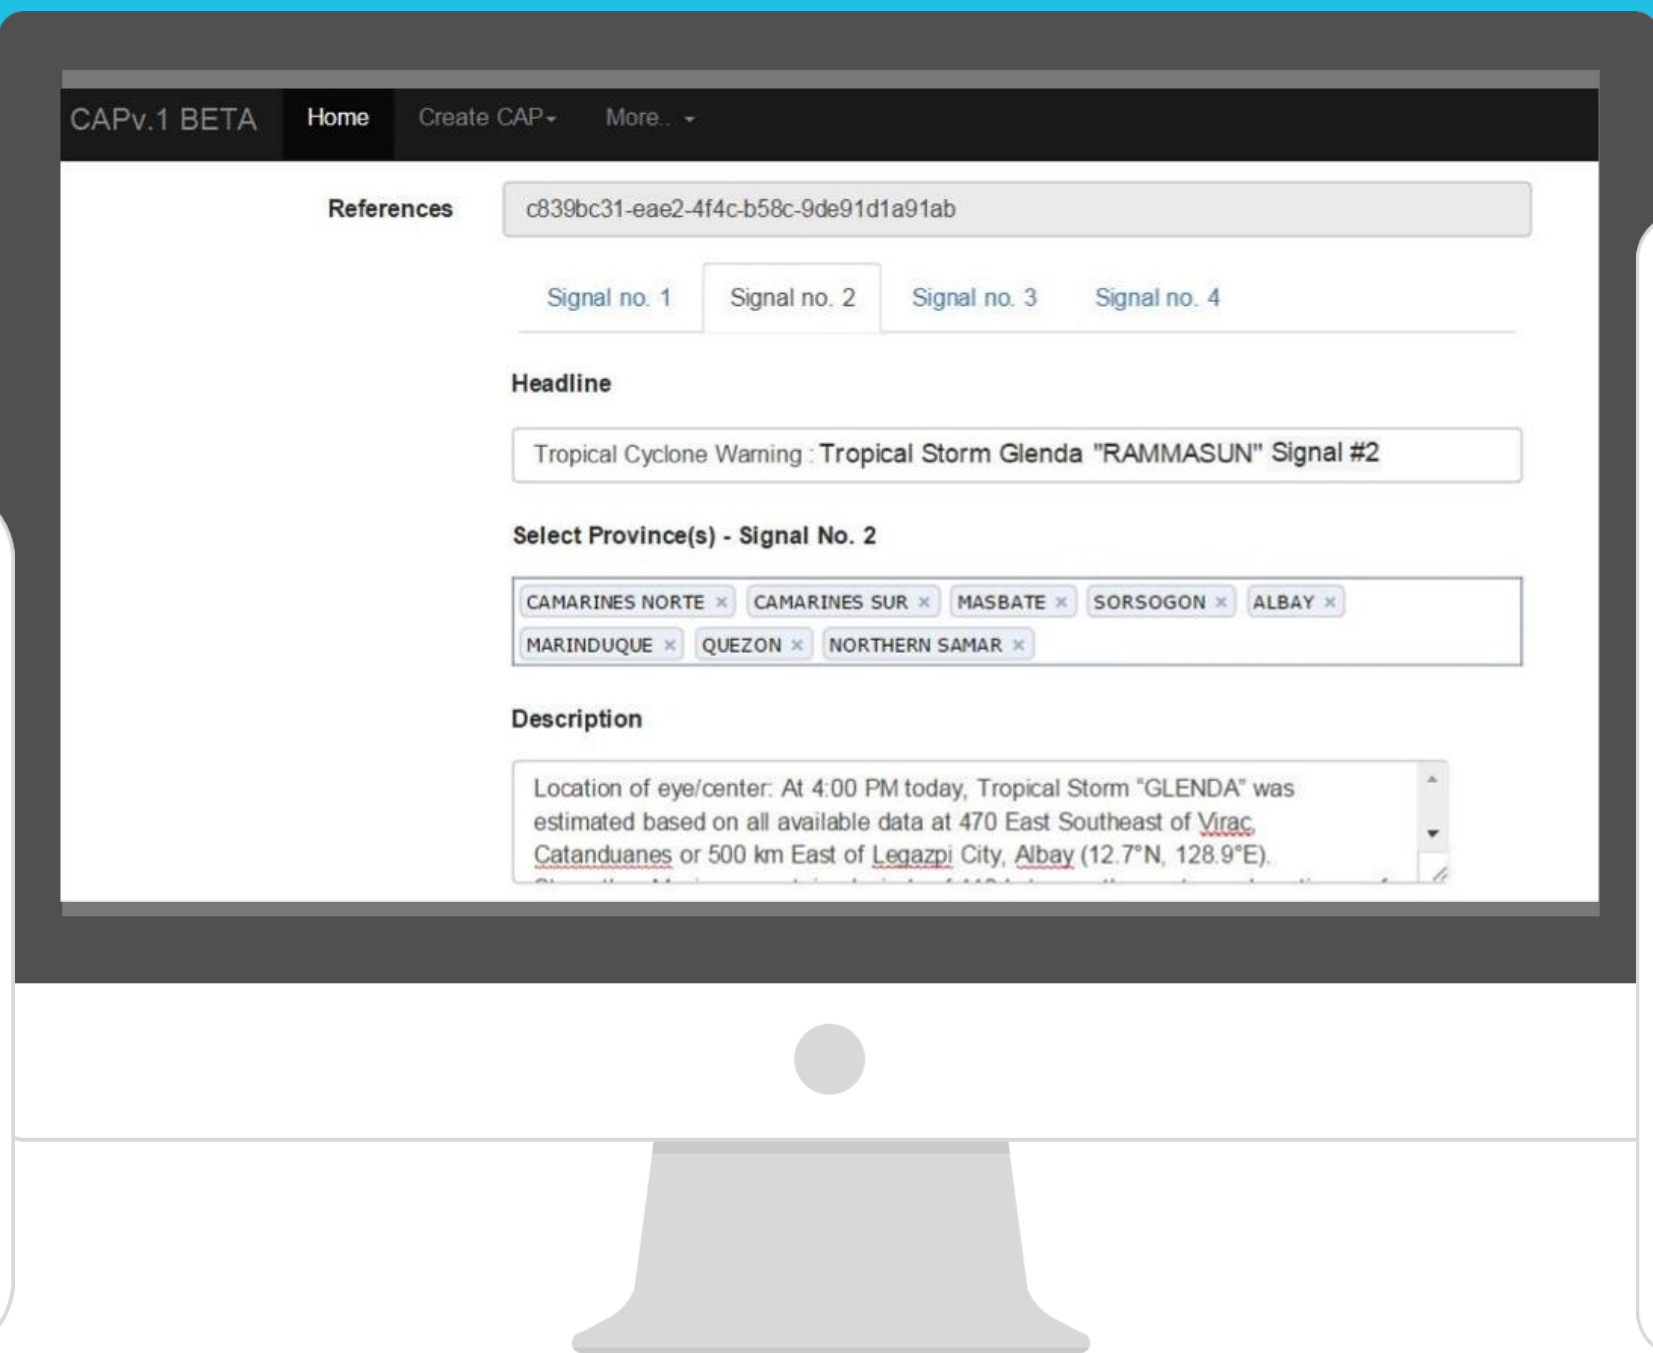 CAPv.1 BETA Home Create CAP More..
References c839bc31-eae2-4f4c-b58c-9de91d1a91ab
Signal no. 1 Signal no. 2 Signal no. 3 Signal no. 4
Headline
Tropical Cyclone Warning : Tropical Storm Glenda "RAMMASUN" Signal #2
Select Province(s) - Signal No. 2
CAMARINES NORTE × CAMARINES SUR × MASBATE × SORSOGON × ALBAY ×
MARINDUQUE × QUEZON × NORTHERN SAMAR ×
Description
Location of eye/center: At 4:00 PM today, Tropical Storm "GLENDA" was
estimated based on all available data at 470 East Southeast of Virac,
Catanduanes or 500 km East of Legazpi City, Albay (12.7°N, 128.9°E).